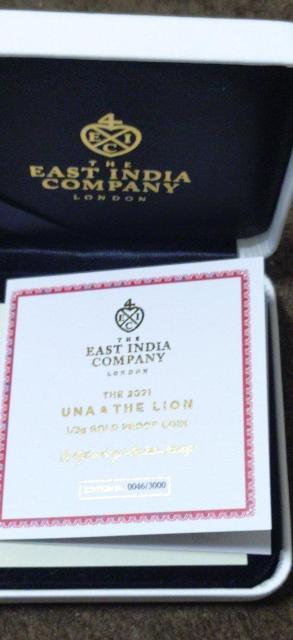 4
E I
C
THE
EAST INDIA
COMPANY
LONDON
4
E I
C
THE
EAST INDIA
COMPANY
LONDON
THE 2021
UNA & THE LION
1/2g GOLD PROOF COIN
EDITION No. 0046/3000